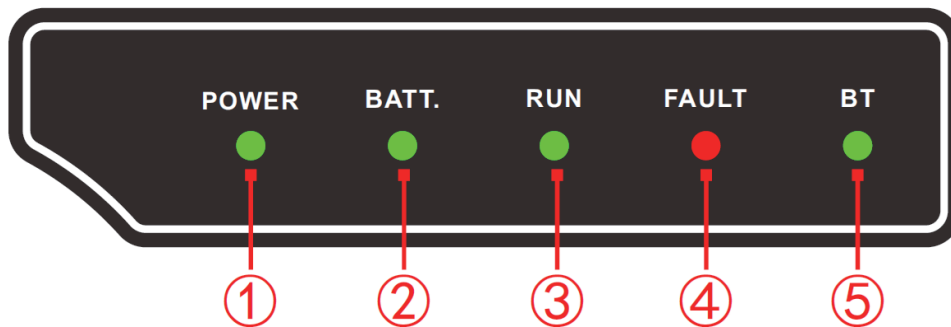 POWER BATT. RUN FAULT BT
① ② ③ ④ ⑤